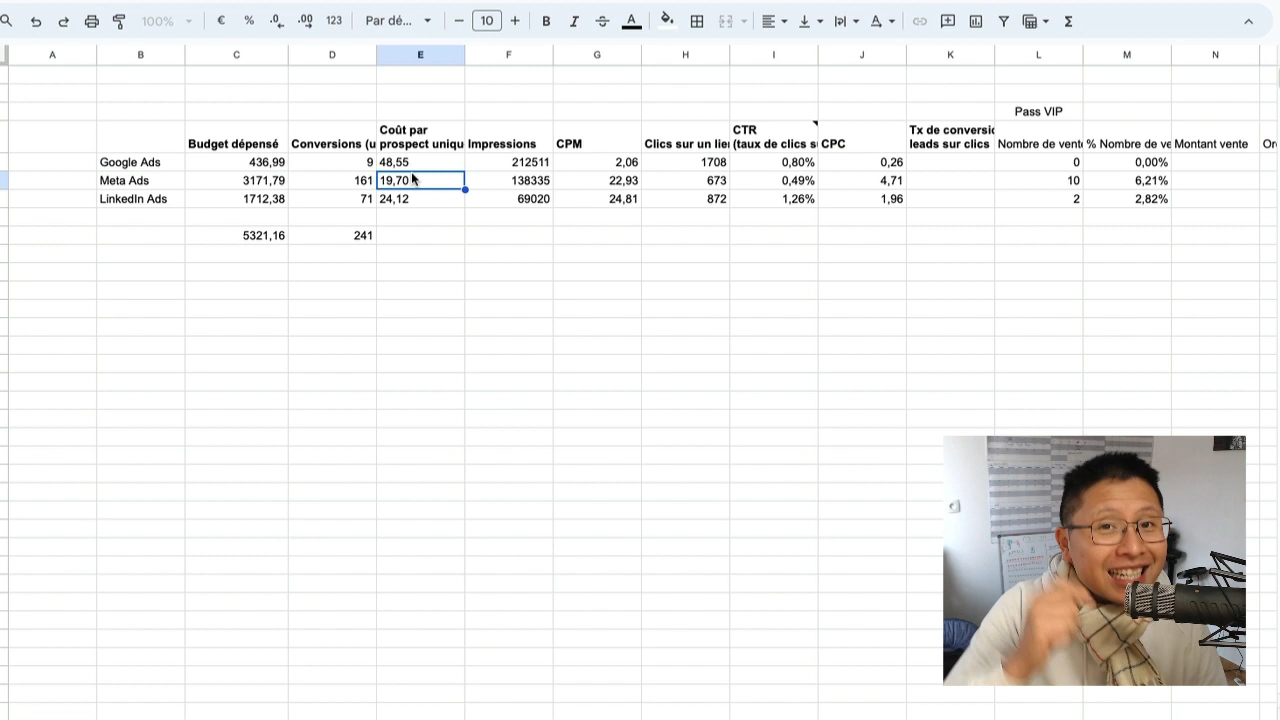 100% € % .0 .00 123 Par dé... − 10 + B I S A Σ
A B C D E F G H I J K L M N
Pass VIP
Coût par CTR Tx de conversio
Budget dépensé Conversions (u prospect uniqu Impressions CPM Clics sur un lie (taux de clics s CPC leads sur clics Nombre de vente % Nombre de ve Montant vente Or
Google Ads 436,99 9 48,55 212511 2,06 1708 0,80% 0,26 0 0,00%
Meta Ads 3171,79 161 19,70 138335 22,93 673 0,49% 4,71 10 6,21%
LinkedIn Ads 1712,38 71 24,12 69020 24,81 872 1,26% 1,96 2 2,82%
5321,16 241